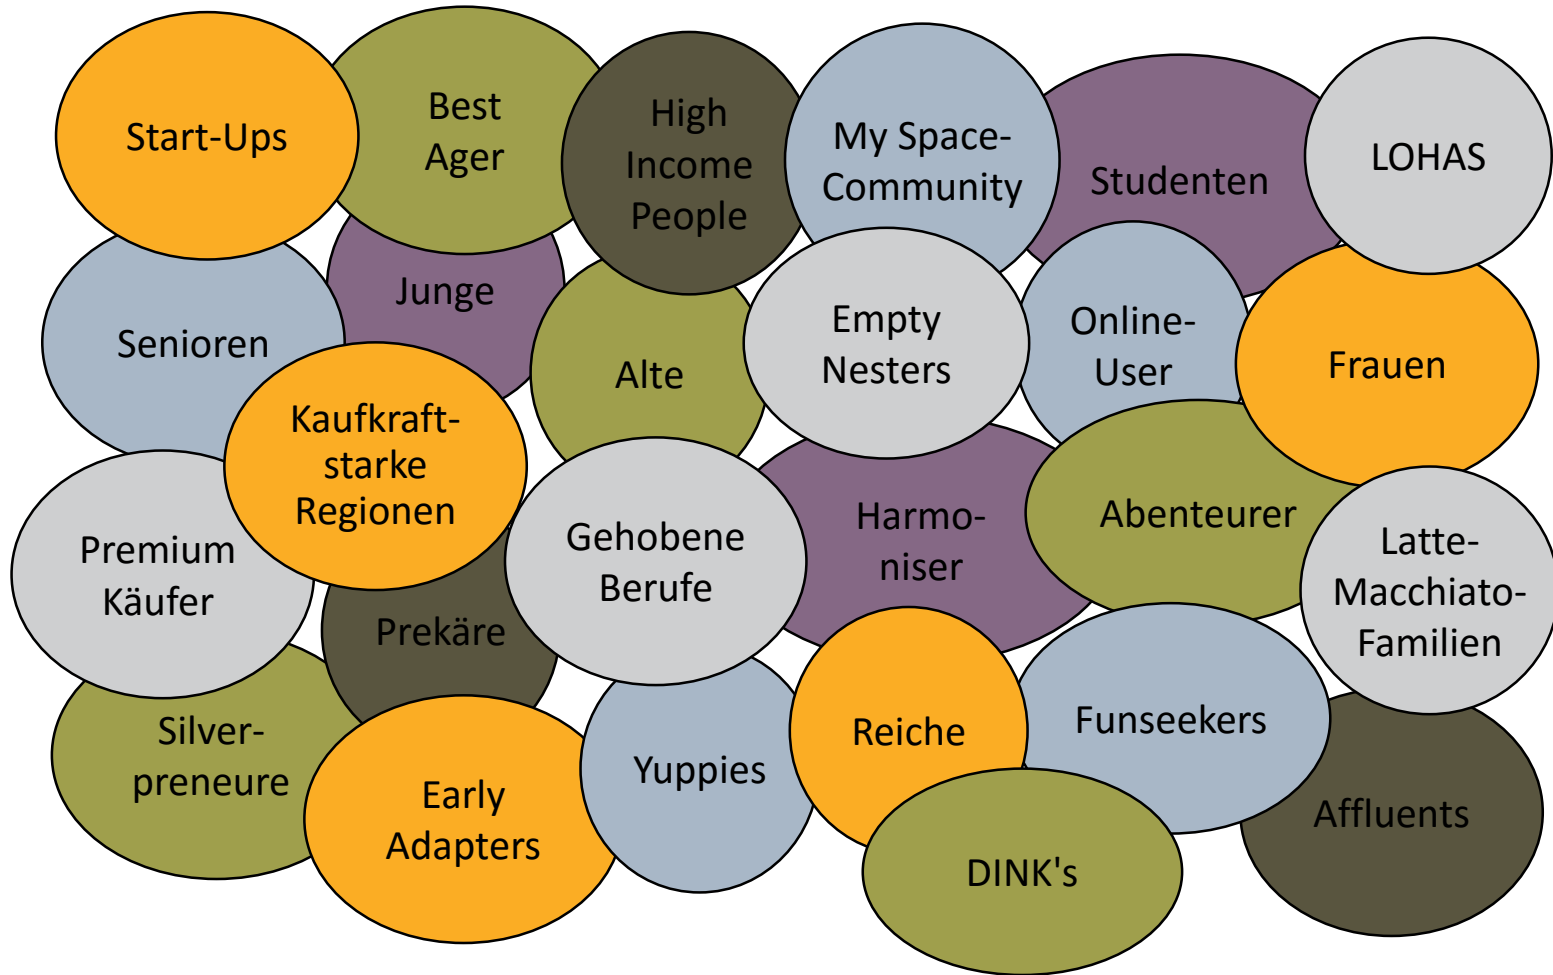 Start-Ups
Best
Ager
High
Income
People
My Space-
Community
Studenten
LOHAS
Senioren
Junge
Alte
Empty
Nesters
Online-
User
Frauen
Kaufkraft-
starke
Regionen
Premium
Käufer
Prekäre
Gehobene
Berufe
Harmo-
niser
Abenteurer
Latte-
Macchiato-
Familien
Silver-
preneure
Early
Adapters
Yuppies
Reiche
Funseekers
DINK's
Affluents